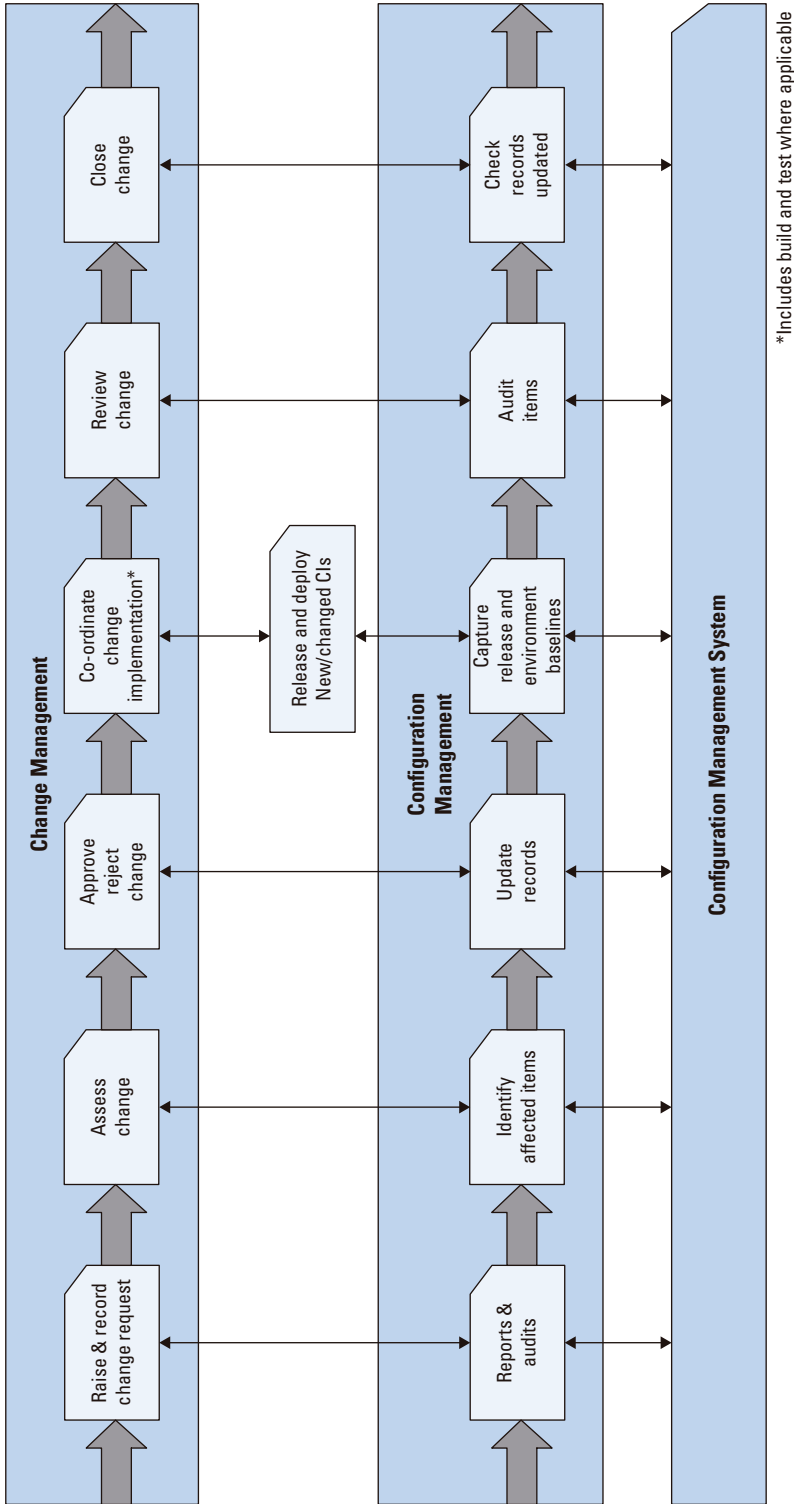 Change Management
Raise & record
change request
Assess
change
Approve
reject
change
Co-ordinate
change
implementation*
Review
change
Close
change
Release and deploy
New/changed CIs
Configuration
Management
Reports &
audits
Identify
affected items
Update
records
Capture
release and
environment
baselines
Audit
items
Check
records
updated
Configuration Management System
*Includes build and test where applicable